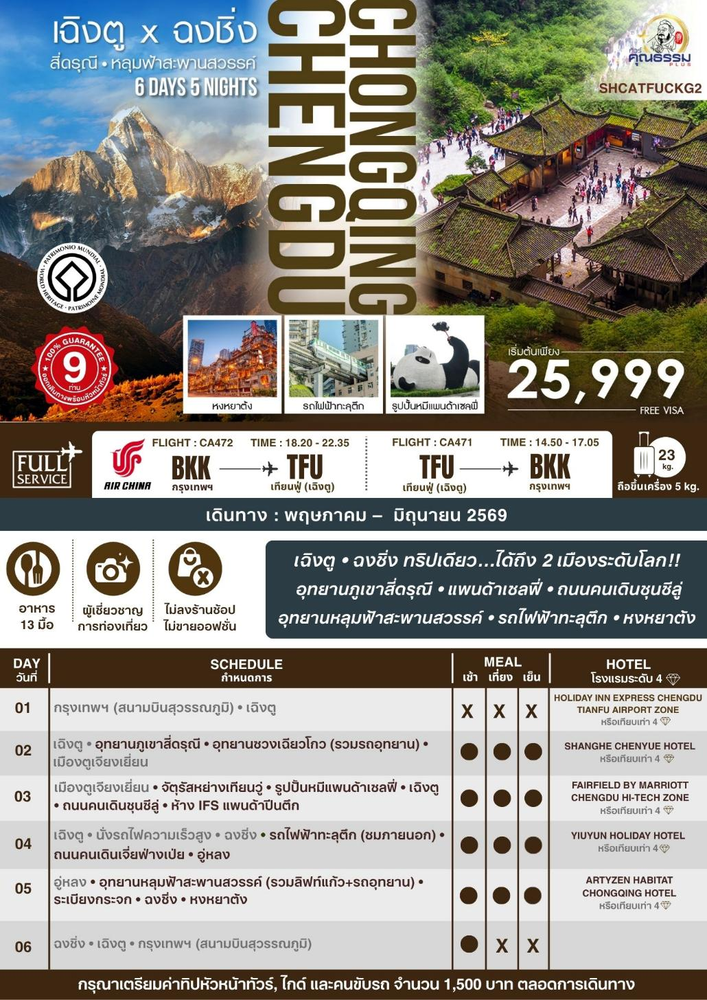 เฉิงตู x ฉงชิ่ง
สี่ดรุณี • หลุมฟ้าสะพานสวรรค์
6 DAYS 5 NIGHTS
CHENGDU
CHONGQING
ทัวร์
คุณธรรม
PLUS
SHCATFUCKG2
PATRIMONIO MUNDIAL • WORLD HERITAGE • PATRIMOINE MONDIAL
100% GUARANTEE
9
ท่าน
ออกเดินทางพร้อมหัวหน้าทัวร์
หงหยาต้ง
รถไฟฟ้าทะลุตึก
รูปปั้นหมีแพนด้าเซลฟี่
เริ่มต้นเพียง
25,999
FREE VISA
FULL
SERVICE
AIR CHINA
FLIGHT : CA472 TIME : 18.20 - 22.35
BKK TFU
กรุงเทพฯ เทียนฟู่ (เฉิงตู)
FLIGHT : CA471 TIME : 14.50 - 17.05
TFU BKK
เทียนฟู่ (เฉิงตู) กรุงเทพฯ
23
kg.
ถือขึ้นเครื่อง 5 kg.
เดินทาง : พฤษภาคม – มิถุนายน 2569
อาหาร
13 มื้อ
ผู้เชี่ยวชาญ
การท่องเที่ยว
X
ไม่ลงร้านช้อป
ไม่ขายออฟชั่น
เฉิงตู • ฉงชิ่ง ทริปเดียว...ได้ถึง 2 เมืองระดับโลก!!
อุทยานภูเขาสี่ดรุณี • แพนด้าเซลฟี่ • ถนนคนเดินชุนซีลู่
อุทยานหลุมฟ้าสะพานสวรรค์ • รถไฟฟ้าทะลุตึก • หงหยาต้ง
DAY SCHEDULE MEAL HOTEL
วันที่ กำหนดการ เช้า เที่ยง เย็น โรงแรมระดับ 4
01 กรุงเทพฯ (สนามบินสุวรรณภูมิ) • เฉิงตู X X X
HOLIDAY INN EXPRESS CHENGDU
TIANFU AIRPORT ZONE
หรือเทียบเท่า 4
02 เฉิงตู • อุทยานภูเขาสี่ดรุณี • อุทยานซวงเฉียวโกว (รวมรถอุทยาน) •
เมืองตูเจียงเยี่ยน
SHANGHE CHENYUE HOTEL
หรือเทียบเท่า 4
03 เมืองตูเจียงเยี่ยน • จัตุรัสหย่างเทียนวู่ • รูปปั้นหมีแพนด้าเซลฟี่ • เฉิงตู
• ถนนคนเดินชุนซีลู่ • ห้าง IFS แพนด้าปีนตึก
FAIRFIELD BY MARRIOTT
CHENGDU HI-TECH ZONE
หรือเทียบเท่า 4
04 เฉิงตู • นั่งรถไฟความเร็วสูง • ฉงชิ่ง • รถไฟฟ้าทะลุตึก (ชมภายนอก) •
ถนนคนเดินเจี่ยฟ่างเป่ย • อู่หลง
YIUYUN HOLIDAY HOTEL
หรือเทียบเท่า 4
05 อู่หลง • อุทยานหลุมฟ้าสะพานสวรรค์ (รวมลิฟท์แก้ว+รถอุทยาน) •
ระเบียงกระจก • ฉงชิ่ง • หงหยาต้ง
ARTYZEN HABITAT
CHONGQING HOTEL
หรือเทียบเท่า 4
06 ฉงชิ่ง • เฉิงตู • กรุงเทพฯ (สนามบินสุวรรณภูมิ) X X
กรุณาเตรียมค่าทิปหัวหน้าทัวร์, ไกด์ และคนขับรถ จำนวน 1,500 บาท ตลอดการเดินทาง